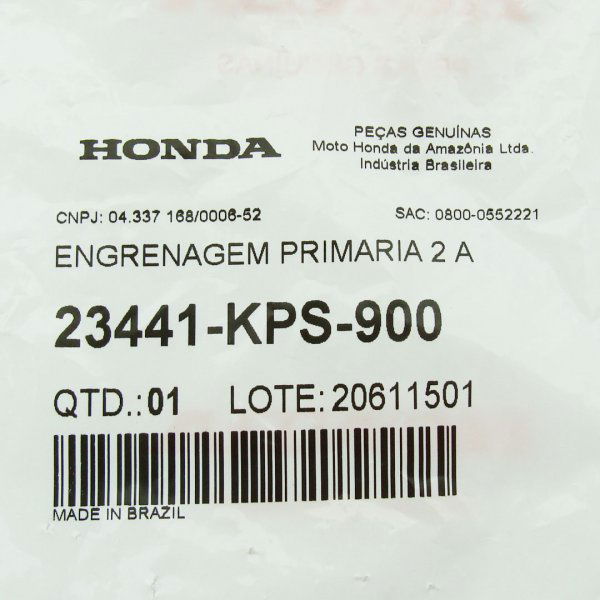 HONDA
PEÇAS GENUÍNAS
Moto Honda da Amazônia Ltda.
Indústria Brasileira
CNPJ: 04.337 168/0006-52
SAC: 0800-0552221
ENGRENAGEM PRIMARIA 2 A
23441-KPS-900
QTD.:01 LOTE: 20611501
MADE IN BRAZIL